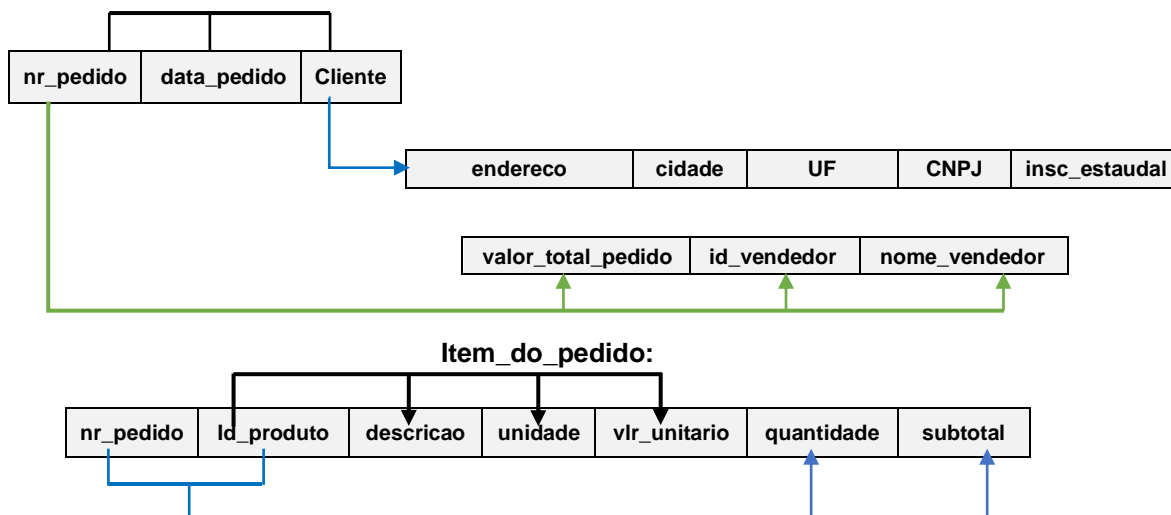 nr_pedido data_pedido Cliente
endereco cidade UF CNPJ insc_estaudal
valor_total_pedido id_vendedor nome_vendedor
Item_do_pedido:
nr_pedido Id_produto descricao unidade vlr_unitario quantidade subtotal